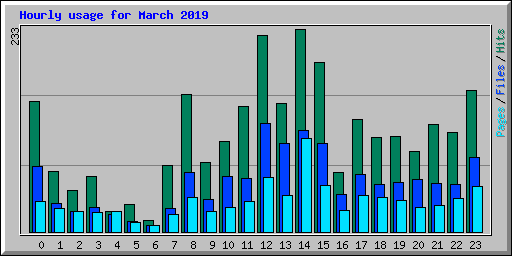 Hourly usage for March 2019
233
Pages / Files / Hits
0 1 2 3 4 5 6 7 8 9 10 11 12 13 14 15 16 17 18 19 20 21 22 23